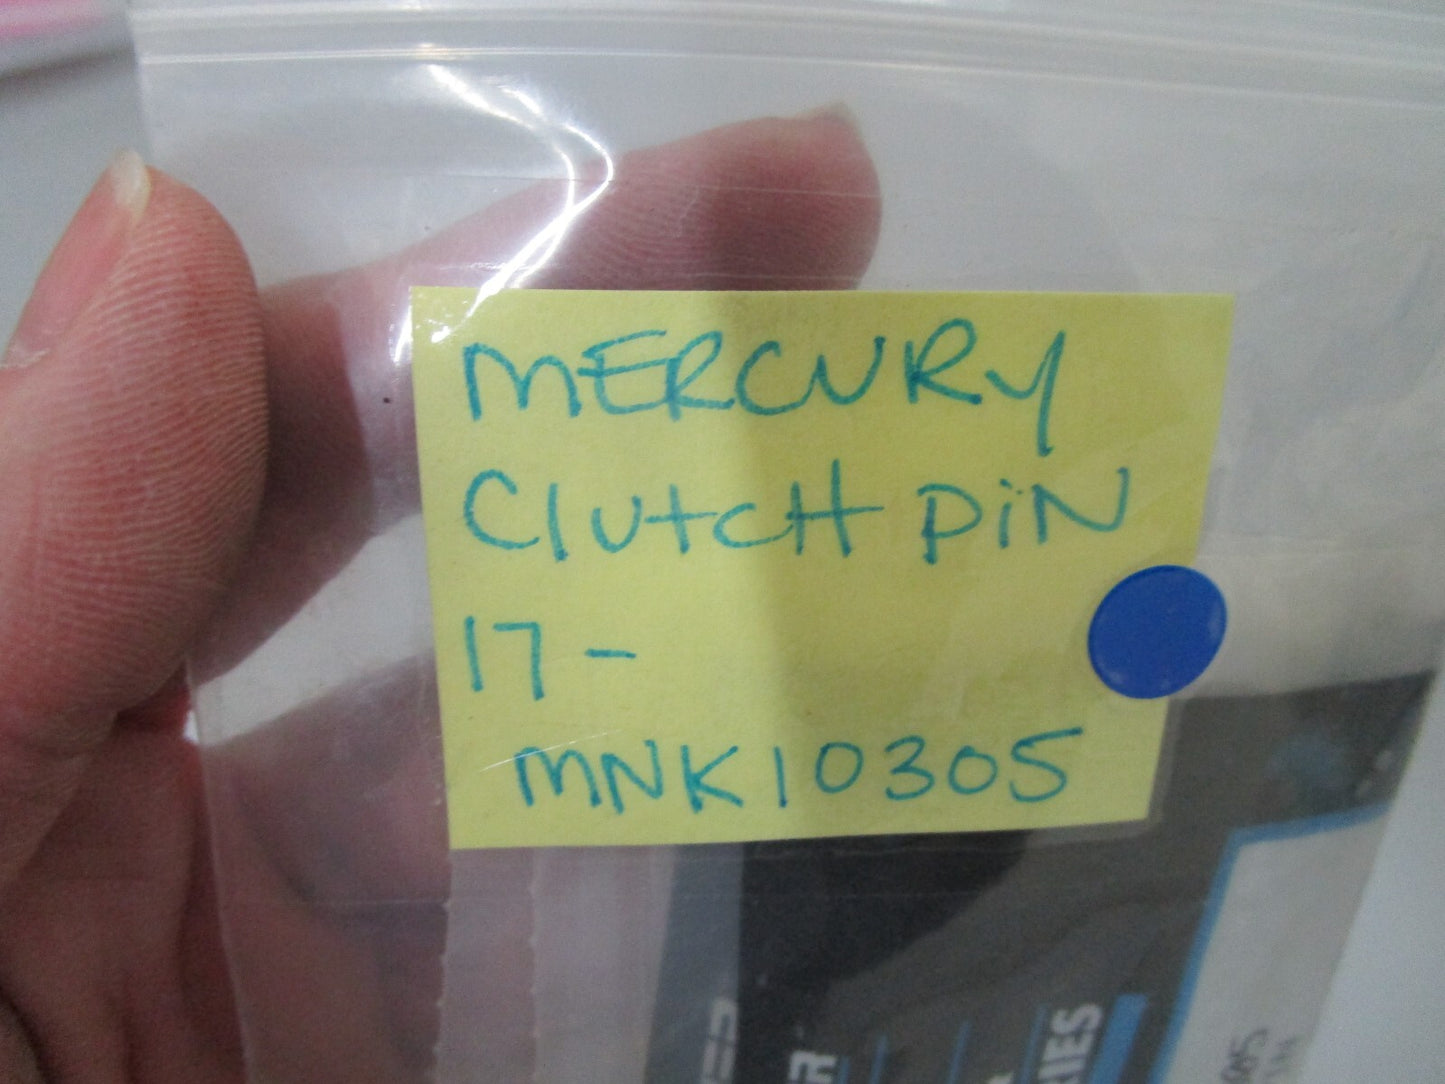 MERCURY
CLUTCH PIN
17-
MNK10305